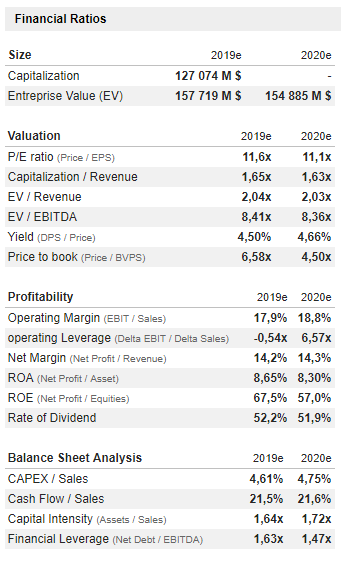 Financial Ratios
Size 2019e 2020e
Capitalization 127 074 M $ -
Entreprise Value (EV) 157 719 M $ 154 885 M $
Valuation 2019e 2020e
P/E ratio (Price / EPS) 11,6x 11,1x
Capitalization / Revenue 1,65x 1,63x
EV / Revenue 2,04x 2,03x
EV / EBITDA 8,41x 8,36x
Yield (DPS / Price) 4,50% 4,66%
Price to book (Price / BVPS) 6,58x 4,50x
Profitability 2019e 2020e
Operating Margin (EBIT / Sales) 17,9% 18,8%
operating Leverage (Delta EBIT / Delta Sales) -0,54x 6,57x
Net Margin (Net Profit / Revenue) 14,2% 14,3%
ROA (Net Profit / Asset) 8,65% 8,30%
ROE (Net Profit / Equities) 67,5% 57,0%
Rate of Dividend 52,2% 51,9%
Balance Sheet Analysis 2019e 2020e
CAPEX / Sales 4,61% 4,75%
Cash Flow / Sales 21,5% 21,6%
Capital Intensity (Assets / Sales) 1,64x 1,72x
Financial Leverage (Net Debt / EBITDA) 1,63x 1,47x